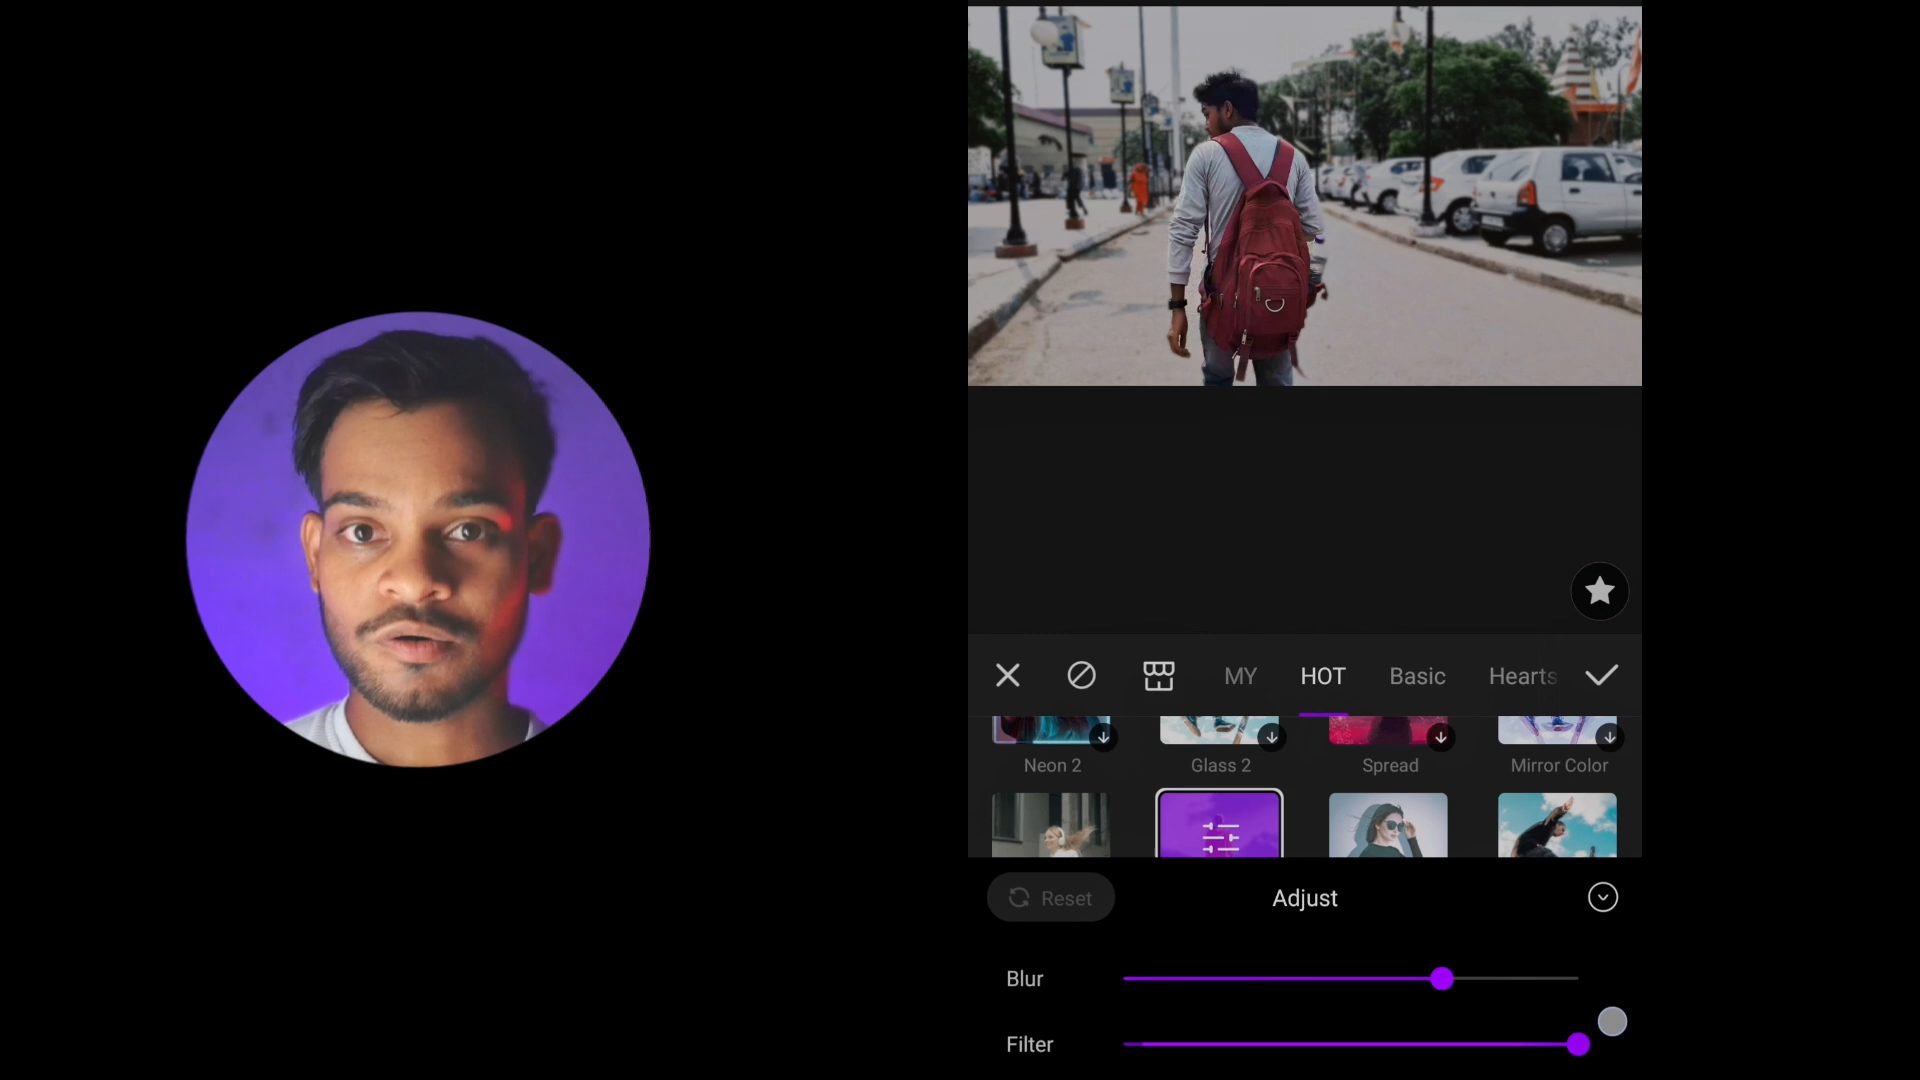 MY HOT Basic Hearts
Neon 2 Glass 2 Spread Mirror Color
Reset Adjust
Blur
Filter